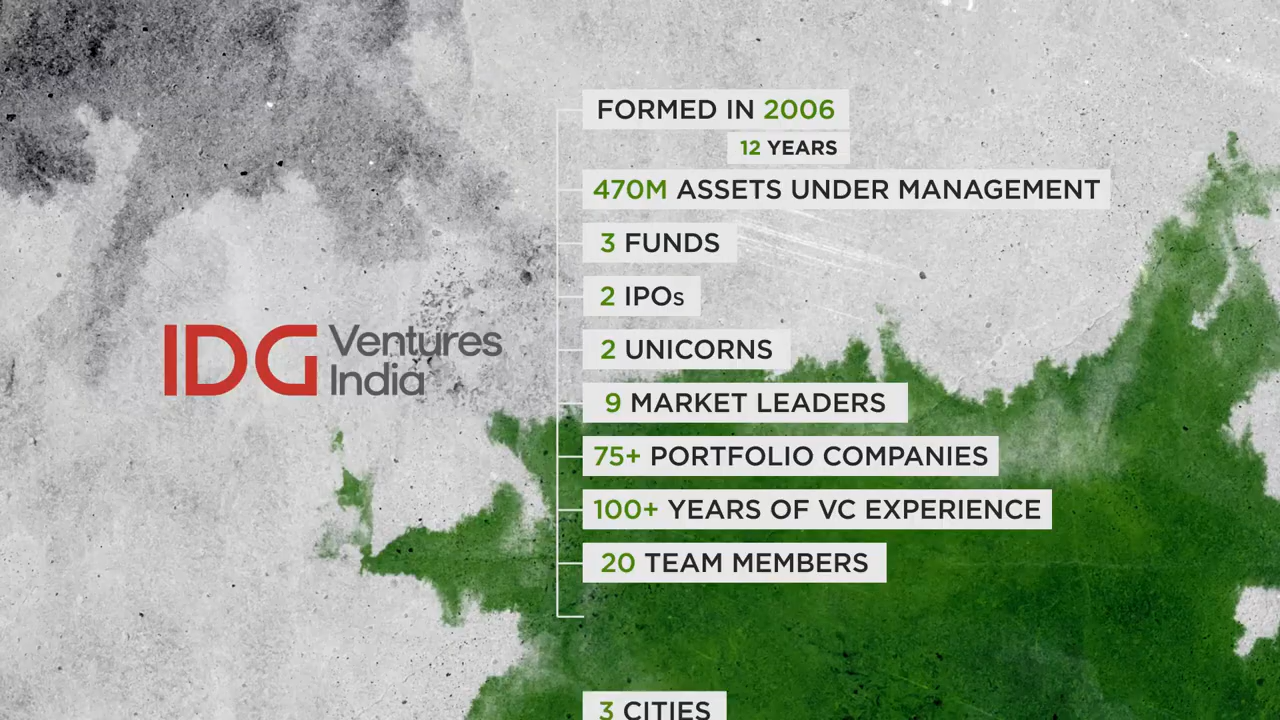 IDG Ventures
India
FORMED IN 2006
12 YEARS
470M ASSETS UNDER MANAGEMENT
3 FUNDS
2 IPOs
2 UNICORNS
9 MARKET LEADERS
75+ PORTFOLIO COMPANIES
100+ YEARS OF VC EXPERIENCE
20 TEAM MEMBERS
3 CITIES